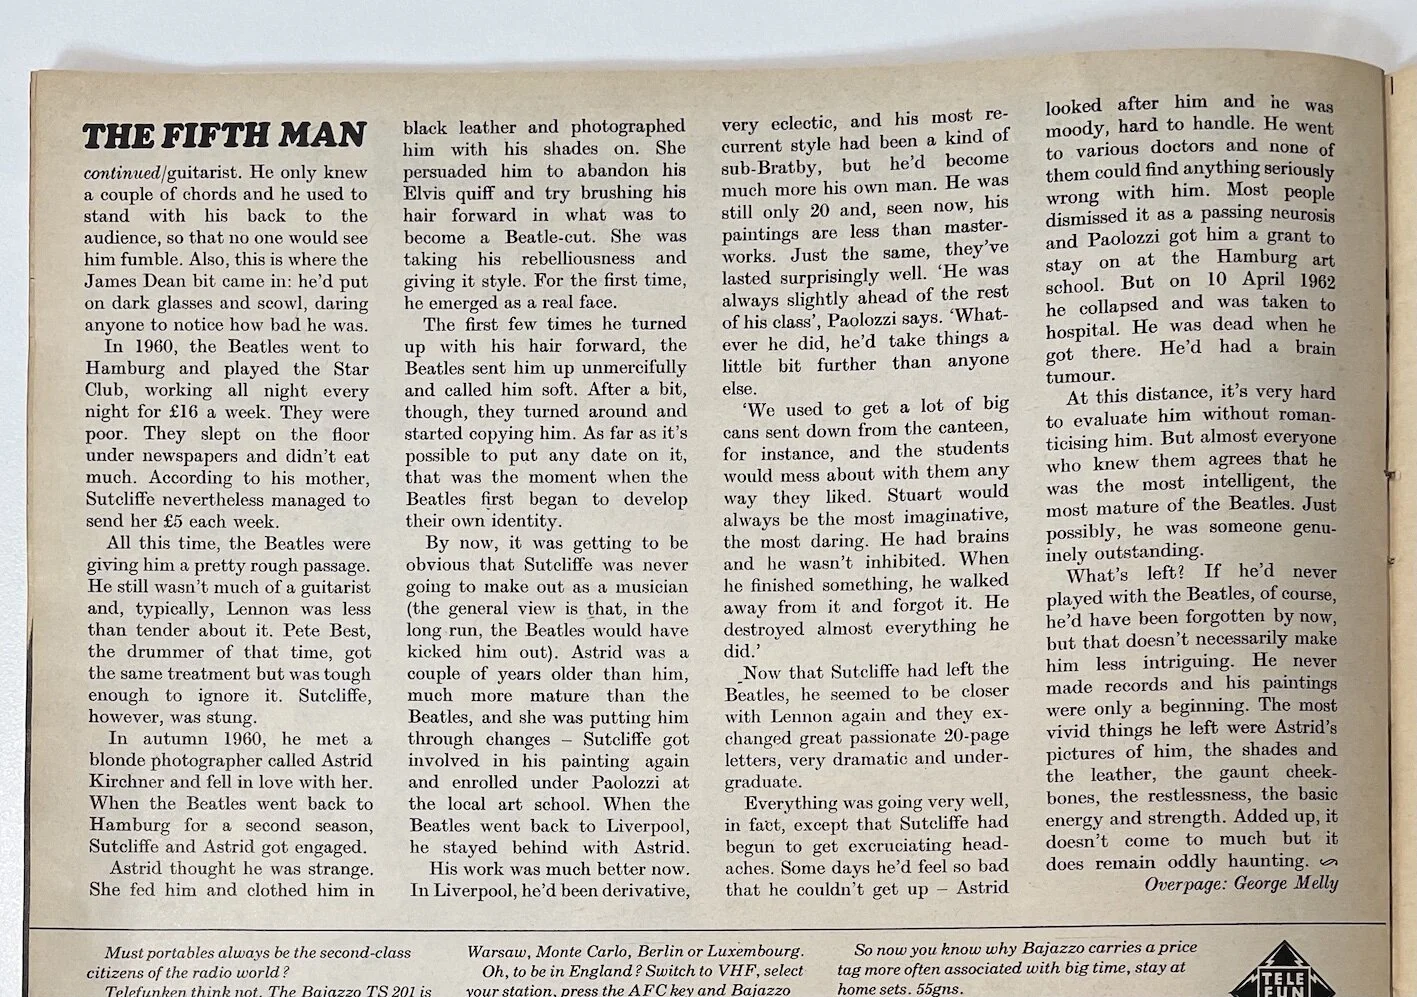 THE FIFTH MAN
continued/guitarist. He only knew
a couple of chords and he used to
stand with his back to the
audience, so that no one would see
him fumble. Also, this is where the
James Dean bit came in: he'd put
on dark glasses and scowl, daring
anyone to notice how bad he was.
In 1960, the Beatles went to
Hamburg and played the Star
Club, working all night every
night for £16 a week. They were
poor. They slept on the floor
under newspapers and didn't eat
much. According to his mother,
Sutcliffe nevertheless managed to
send her £5 each week.
All this time, the Beatles were
giving him a pretty rough passage.
He still wasn't much of a guitarist
and, typically, Lennon was less
than tender about it. Pete Best,
the drummer of that time, got
the same treatment but was tough
enough to ignore it. Sutcliffe,
however, was stung.
In autumn 1960, he met a
blonde photographer called Astrid
Kirchner and fell in love with her.
When the Beatles went back to
Hamburg for a second season,
Sutcliffe and Astrid got engaged.
Astrid thought he was strange.
She fed him and clothed him in
black leather and photographed
him with his shades on. She
persuaded him to abandon his
Elvis quiff and try brushing his
hair forward in what was to
become a Beatle-cut. She was
taking his rebelliousness and
giving it style. For the first time,
he emerged as a real face.
The first few times he turned
up with his hair forward, the
Beatles sent him up unmercifully
and called him soft. After a bit,
though, they turned around and
started copying him. As far as it's
possible to put any date on it,
that was the moment when the
Beatles first began to develop
their own identity.
By now, it was getting to be
obvious that Sutcliffe was never
going to make out as a musician
(the general view is that, in the
long run, the Beatles would have
kicked him out). Astrid was a
couple of years older than him,
much more mature than the
Beatles, and she was putting him
through changes – Sutcliffe got
involved in his painting again
and enrolled under Paolozzi at
the local art school. When the
Beatles went back to Liverpool,
he stayed behind with Astrid.
His work was much better now.
In Liverpool, he'd been derivative,
very eclectic, and his most re-
current style had been a kind of
sub-Bratby, but he'd become
much more his own man. He was
still only 20 and, seen now, his
paintings are less than master-
works. Just the same, they've
lasted surprisingly well. 'He was
always slightly ahead of the rest
of his class', Paolozzi says. 'What-
ever he did, he'd take things a
little bit further than anyone
else.
'We used to get a lot of big
cans sent down from the canteen,
for instance, and the students
would mess about with them any
way they liked. Stuart would
always be the most imaginative,
the most daring. He had brains
and he wasn't inhibited. When
he finished something, he walked
away from it and forgot it. He
destroyed almost everything he
did.'
Now that Sutcliffe had left the
Beatles, he seemed to be closer
with Lennon again and they ex-
changed great passionate 20-page
letters, very dramatic and under-
graduate.
Everything was going very well,
in fact, except that Sutcliffe had
begun to get excruciating head-
aches. Some days he'd feel so bad
that he couldn't get up – Astrid
looked after him and he was
moody, hard to handle. He went
to various doctors and none of
them could find anything seriously
wrong with him. Most people
dismissed it as a passing neurosis
and Paolozzi got him a grant to
stay on at the Hamburg art
school. But on 10 April 1962
he collapsed and was taken to
hospital. He was dead when he
got there. He'd had a brain
tumour.
At this distance, it's very hard
to evaluate him without roman-
ticising him. But almost everyone
who knew them agrees that he
was the most intelligent, the
most mature of the Beatles. Just
possibly, he was someone genu-
inely outstanding.
What's left? If he'd never
played with the Beatles, of course,
he'd have been forgotten by now,
but that doesn't necessarily make
him less intriguing. He never
made records and his paintings
were only a beginning. The most
vivid things he left were Astrid's
pictures of him, the shades and
the leather, the gaunt cheek-
bones, the restlessness, the basic
energy and strength. Added up, it
doesn't come to much but it
does remain oddly haunting.
Overpage: George Melly
Must portables always be the second-class
citizens of the radio world?
Telefunken think not. The Bajazzo TS 201 is
Warsaw, Monte Carlo, Berlin or Luxembourg.
Oh, to be in England? Switch to VHF, select
your station, press the AFC key and Bajazzo
So now you know why Bajazzo carries a price
tag more often associated with big time, stay at
home sets. 55gns.
TELE
FUN